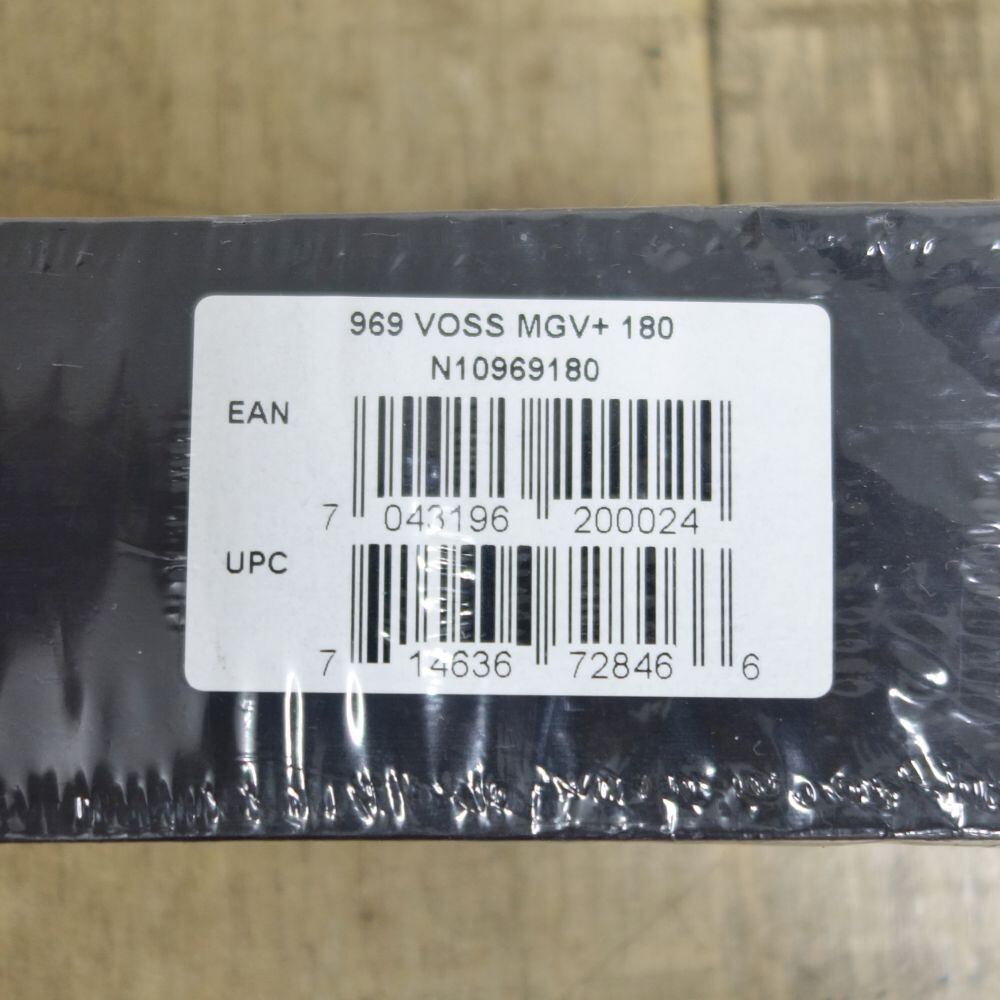 969 VOSS MGV+ 180
N10969180
EAN
7 043196 200024
UPC
7 14636 72846 6